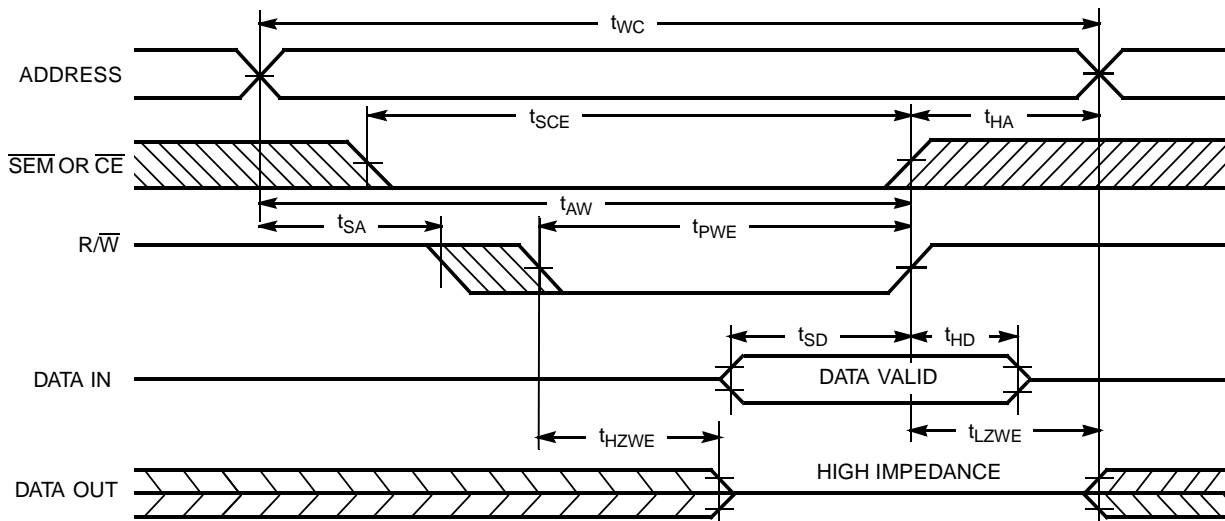 tWC
ADDRESS
tSCE
tHA
SEM OR CE
tAW
tSA
tPWE
R/W
tSD
tHD
DATA IN
DATA VALID
tHZWE
tLZWE
HIGH IMPEDANCE
DATA OUT